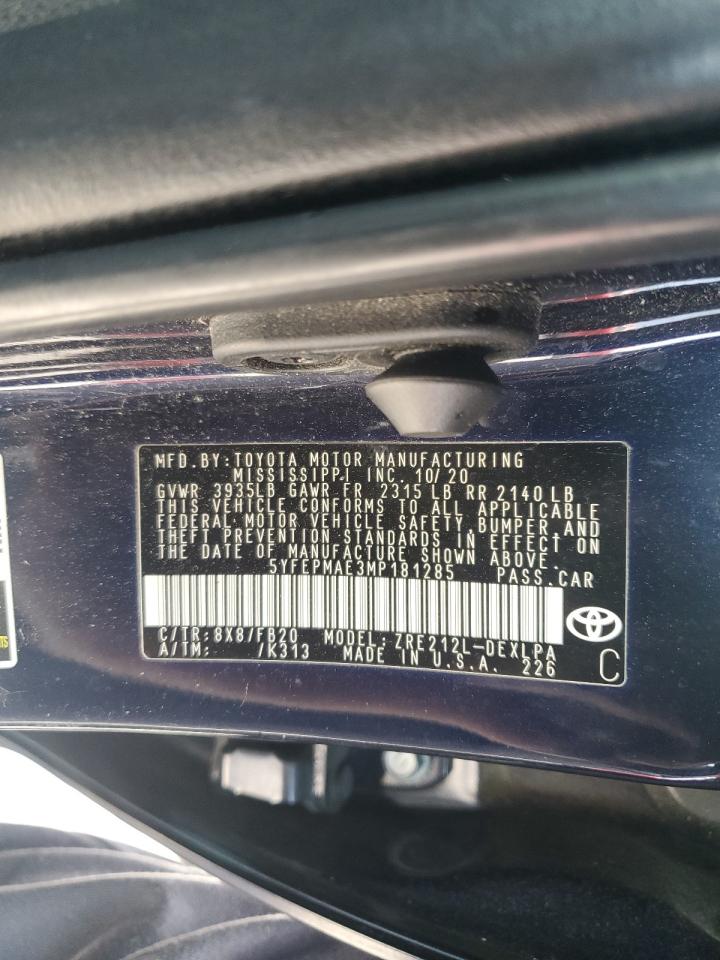 MFD. BY: TOYOTA MOTOR MANUFACTURING
MISSISSIPPI INC. 10/20
GVWR 3935LB GAWR FR 2315 LB RR 2140 LB
THIS VEHICLE CONFORMS TO ALL APPLICABLE
FEDERAL MOTOR VEHICLE SAFETY, BUMPER AND
THEFT PREVENTION STANDARDS IN EFFECT ON
THE DATE OF MANUFACTURE SHOWN ABOVE.
5YFEPMAE3MP181285 PASS. CAR
C/TR: 8X8/FB20 MODEL: ZRE212L-DEXLPA
A/TM: /K313 MADE IN U.S.A. 226 C